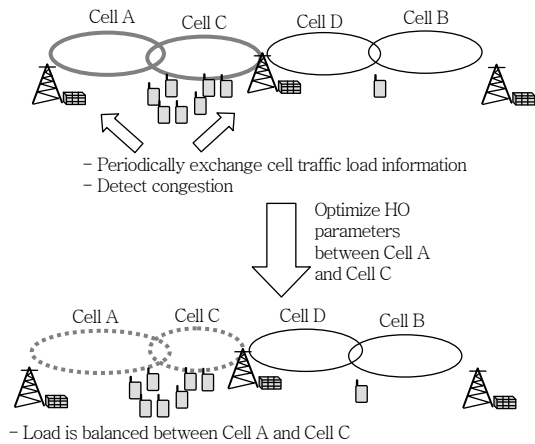 Cell A
Cell C
Cell D
Cell B
- Periodically exchange cell traffic load information
- Detect congestion
Optimize HO
parameters
between Cell A
and Cell C
Cell A
Cell C
Cell D
Cell B
- Load is balanced between Cell A and Cell C